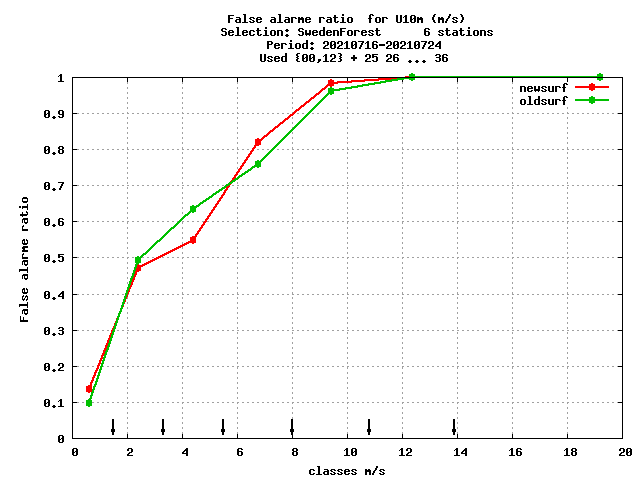 False alarme ratio  for U10m (m/s)
Selection: SwedenForest      6 stations
Period: 20210716-20210724
Used {00,12} + 25 26 ... 36
1
0.9
0.8
0.7
0.6
0.5
0.4
0.3
0.2
0.1
0
False alarme ratio
newsurf
oldsurf
0 2 4 6 8 10 12 14 16 18 20
classes m/s